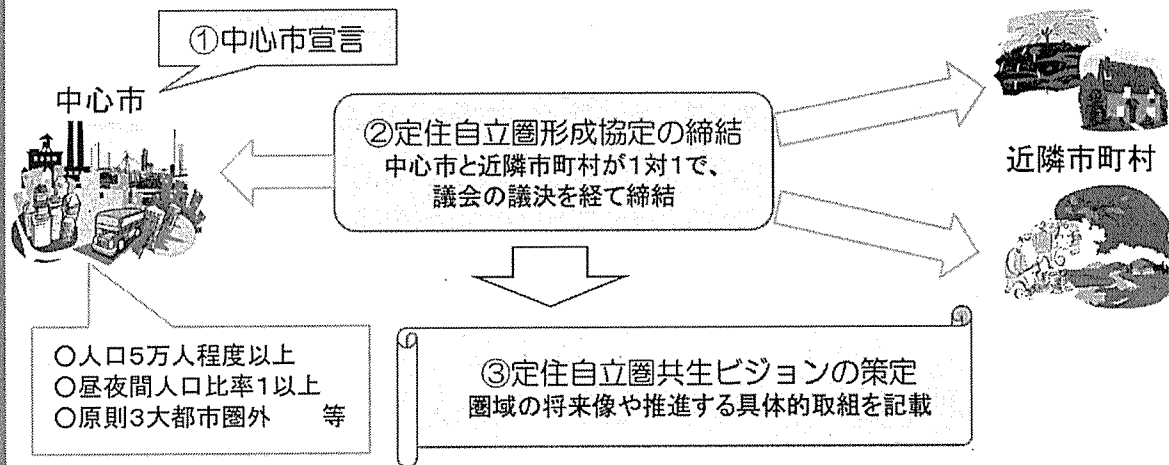 ①中心市宣言
中心市
②定住自立圏形成協定の締結
中心市と近隣市町村が1対1で、
議会の議決を経て締結
近隣市町村
○人口5万人程度以上
○昼夜間人口比率1以上
○原則3大都市圏外 等
③定住自立圏共生ビジョンの策定
圏域の将来像や推進する具体的取組を記載